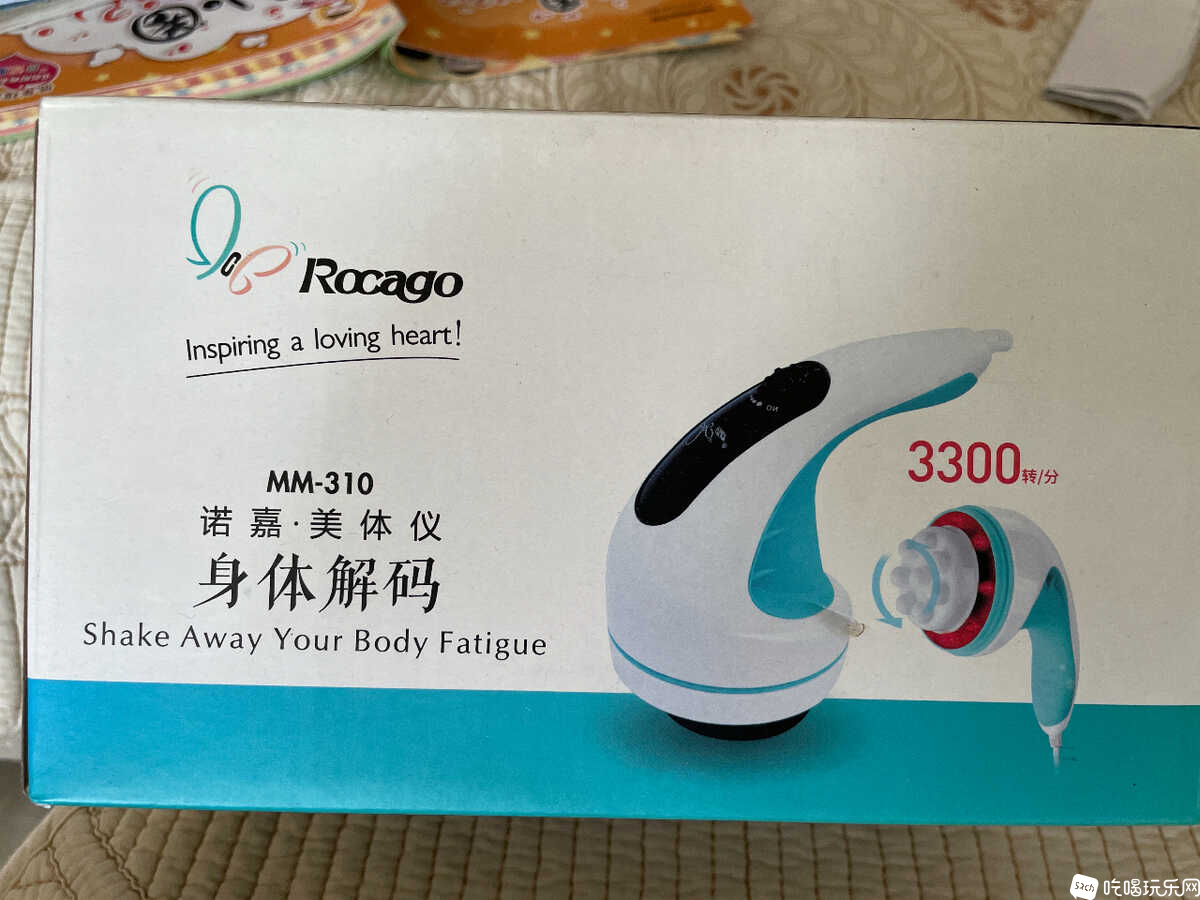 Rocago
Inspiring a loving heart!
MM-310
诺嘉·美体仪
身体解码
Shake Away Your Body Fatigue
ON
3300转/分
吃喝玩乐网